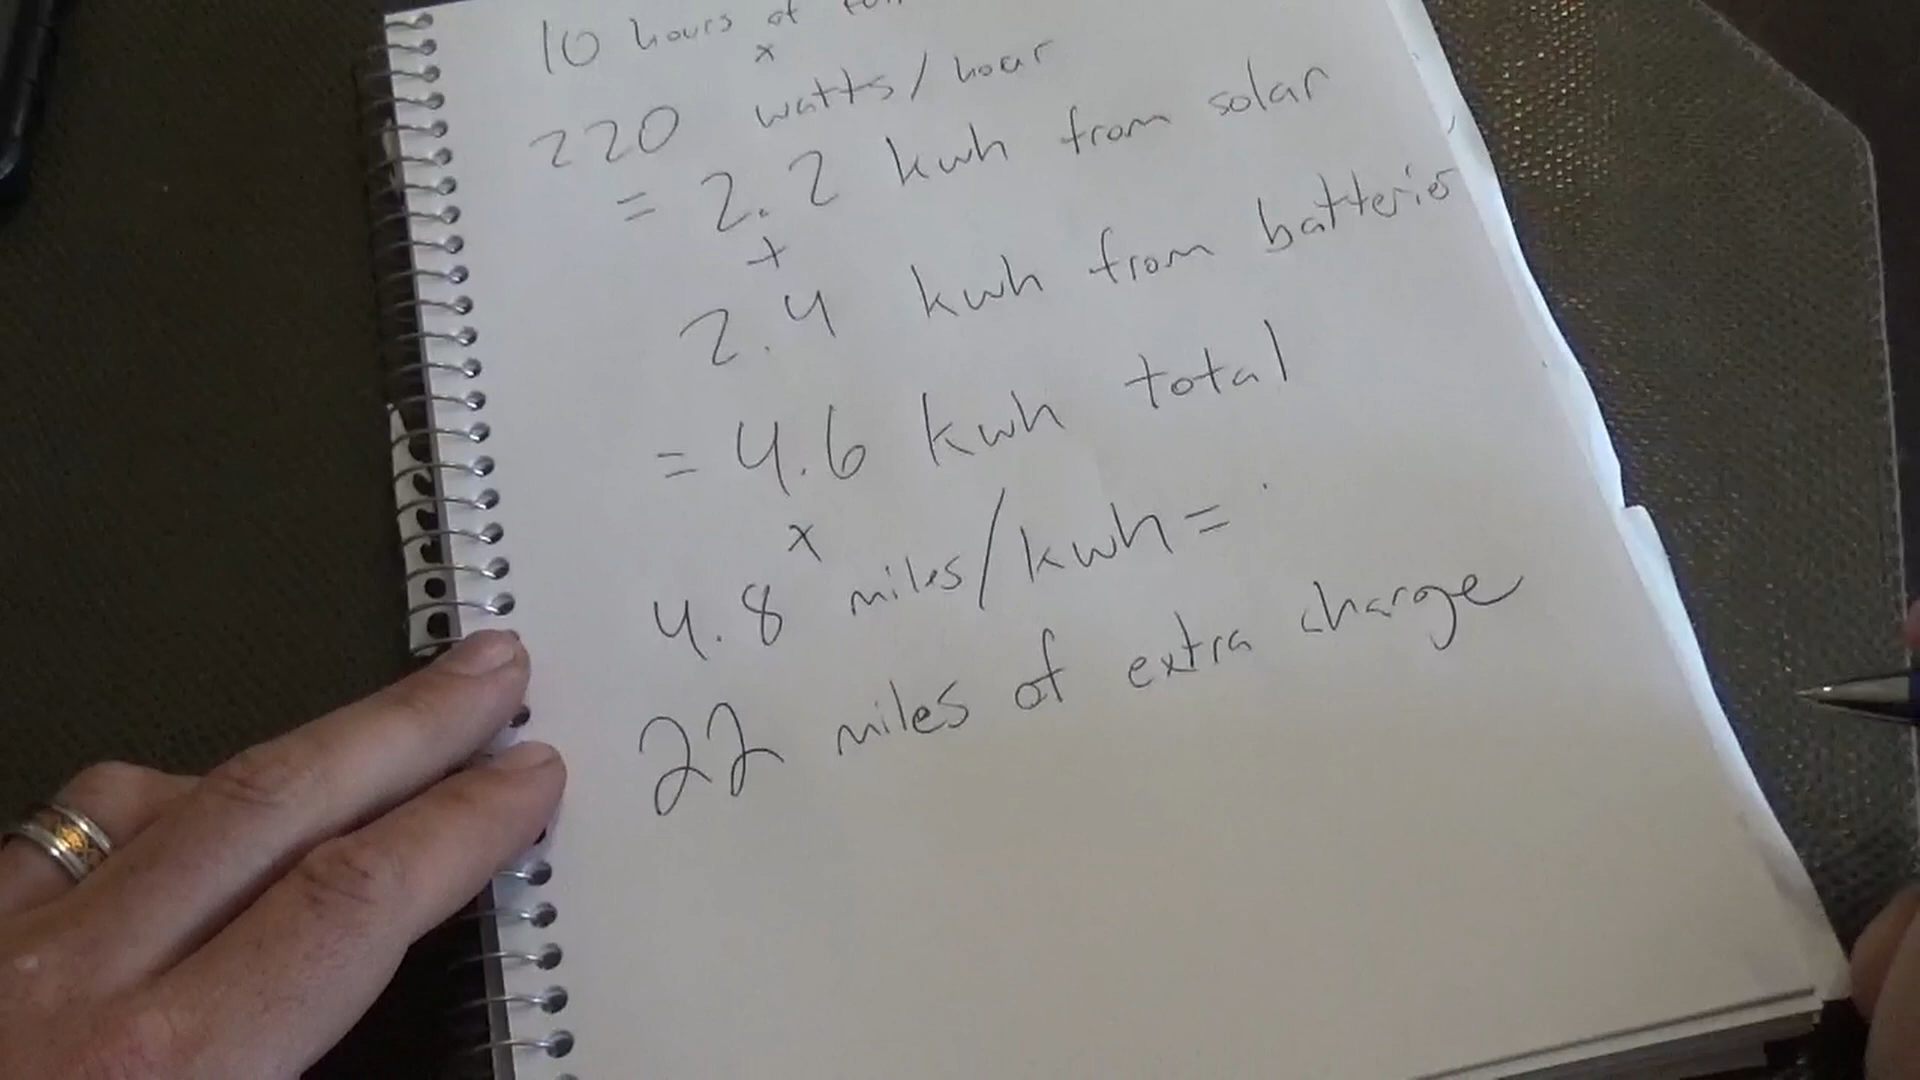 10 hours of
x
220 watts/hour
= 2.2 kwh from solar
+
2.4 kwh from batteries
= 4.6 kwh total
x
4.8 miles/kwh =
22 miles of extra charge